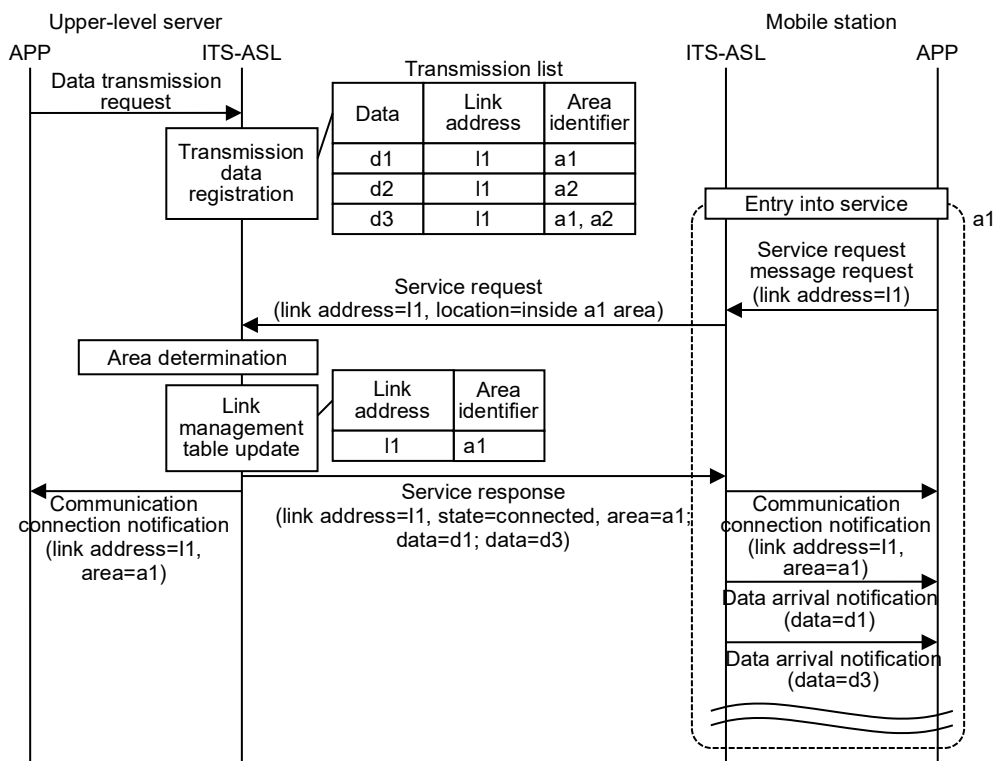 Upper-level server
Mobile station
APP
ITS-ASL
ITS-ASL
APP
Data transmission
request
Transmission list
Data
Link
address
Area
identifier
d1
l1
a1
d2
l1
a2
d3
l1
a1, a2
Transmission
data
registration
Entry into service
a1
Service request
message request
(link address=l1)
Service request
(link address=l1, location=inside a1 area)
Area determination
Link
management
table update
Link
address
Area
identifier
l1
a1
Communication
connection notification
(link address=l1,
area=a1)
Service response
(link address=l1, state=connected, area=a1;
data=d1; data=d3)
Communication
connection notification
(link address=l1,
area=a1)
Data arrival notification
(data=d1)
Data arrival notification
(data=d3)